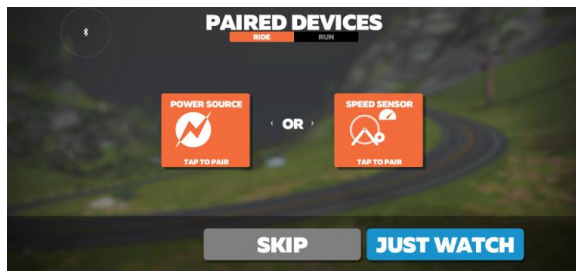 PAIRED DEVICES
RIDE RUN
POWER SOURCE
TAP TO PAIR
OR
SPEED SENSOR
TAP TO PAIR
SKIP
JUST WATCH